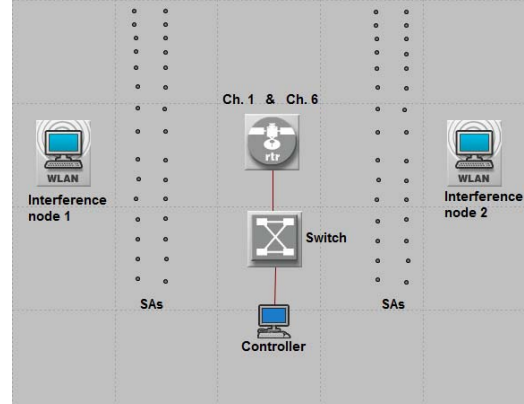 Ch. 1 & Ch. 6
rtr
WLAN
Interference
node 1
WLAN
Interference
node 2
Switch
SAs
SAs
Controller